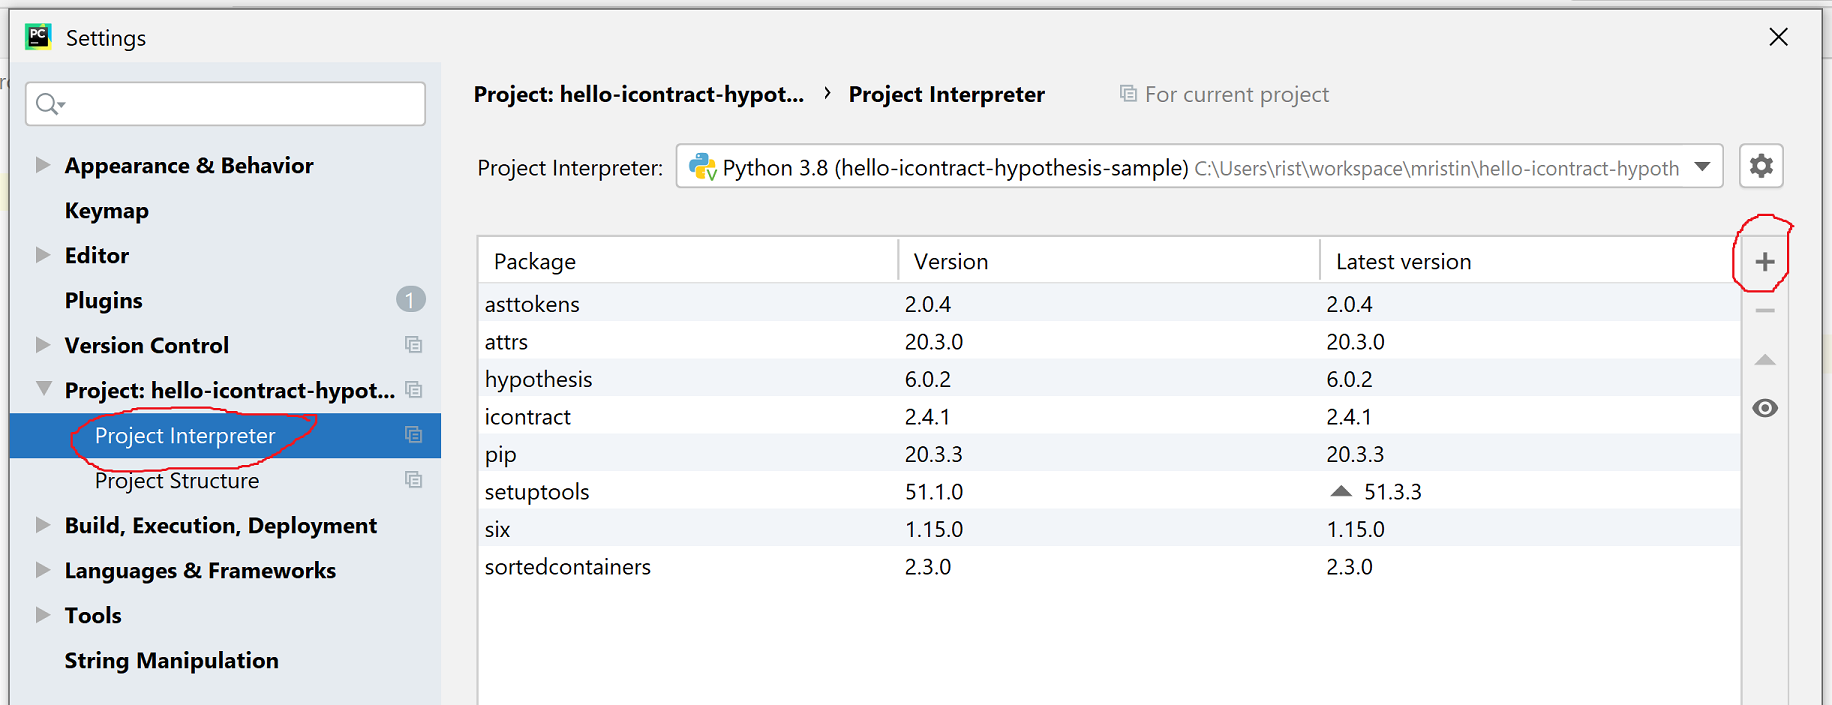 PC Settings
Project: hello-icontract-hypot... › Project Interpreter For current project
Project Interpreter: Python 3.8 (hello-icontract-hypothesis-sample) C:\Users\rist\workspace\mristin\hello-icontract-hypoth
Appearance & Behavior
Keymap
Editor
Plugins 1
Version Control
Project: hello-icontract-hypot...
Project Interpreter
Project Structure
Build, Execution, Deployment
Languages & Frameworks
Tools
String Manipulation
Package Version Latest version
asttokens 2.0.4 2.0.4
attrs 20.3.0 20.3.0
hypothesis 6.0.2 6.0.2
icontract 2.4.1 2.4.1
pip 20.3.3 20.3.3
setuptools 51.1.0 51.3.3
six 1.15.0 1.15.0
sortedcontainers 2.3.0 2.3.0